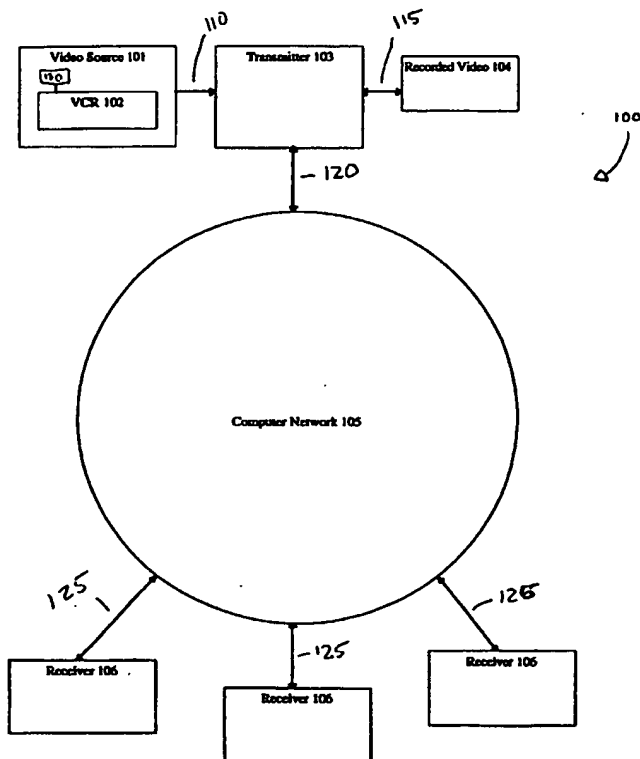 110
115
Video Source 101
Transmitter 103
Recorded Video 104
VCR 102
100
120
Computer Network 105
125
125
125
Receiver 106
Receiver 106
Receiver 106